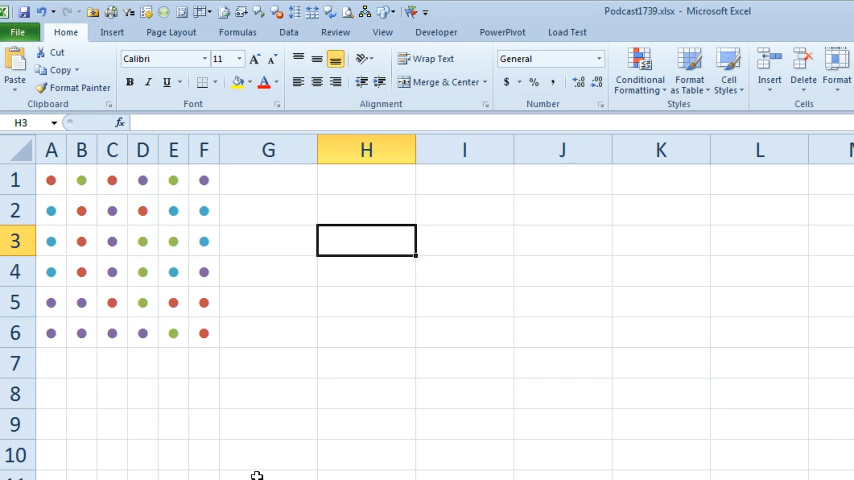 Podcast1739.xlsx - Microsoft Excel
File Home Insert Page Layout Formulas Data Review View Developer PowerPivot Load Test
Paste
Cut
Copy
Format Painter
Clipboard
Calibri 11
B I U
Font
Wrap Text
Merge & Center
Alignment
General
$ % ,
Number
Conditional Formatting
Format as Table
Cell Styles
Styles
Insert Delete Format
Cells
H3 fx
A B C D E F G H I J K L
1
2
3
4
5
6
7
8
9
10